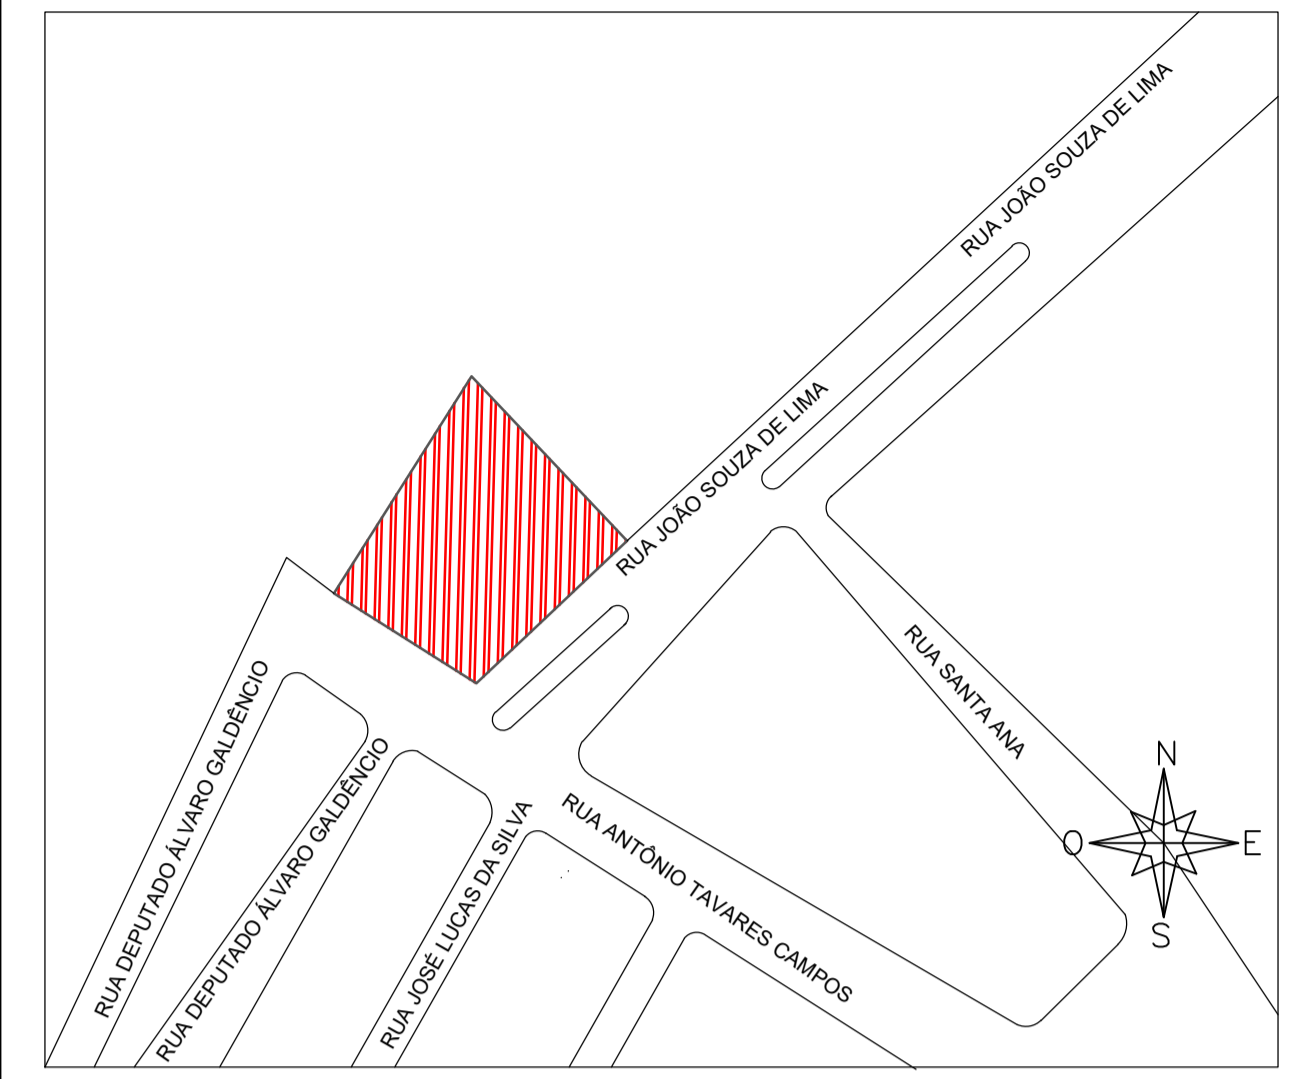 RUA JOÃO SOUZA DE LIMA
RUA JOÃO SOUZA DE LIMA
RUA SANTA ANA
RUA DEPUTADO ÁLVARO GALDÊNCIO
RUA DEPUTADO ÁLVARO GALDÊNCIO
RUA JOSÉ LUCAS DA SILVA
RUA ANTÔNIO TAVARES CAMPOS
N
O
E
S